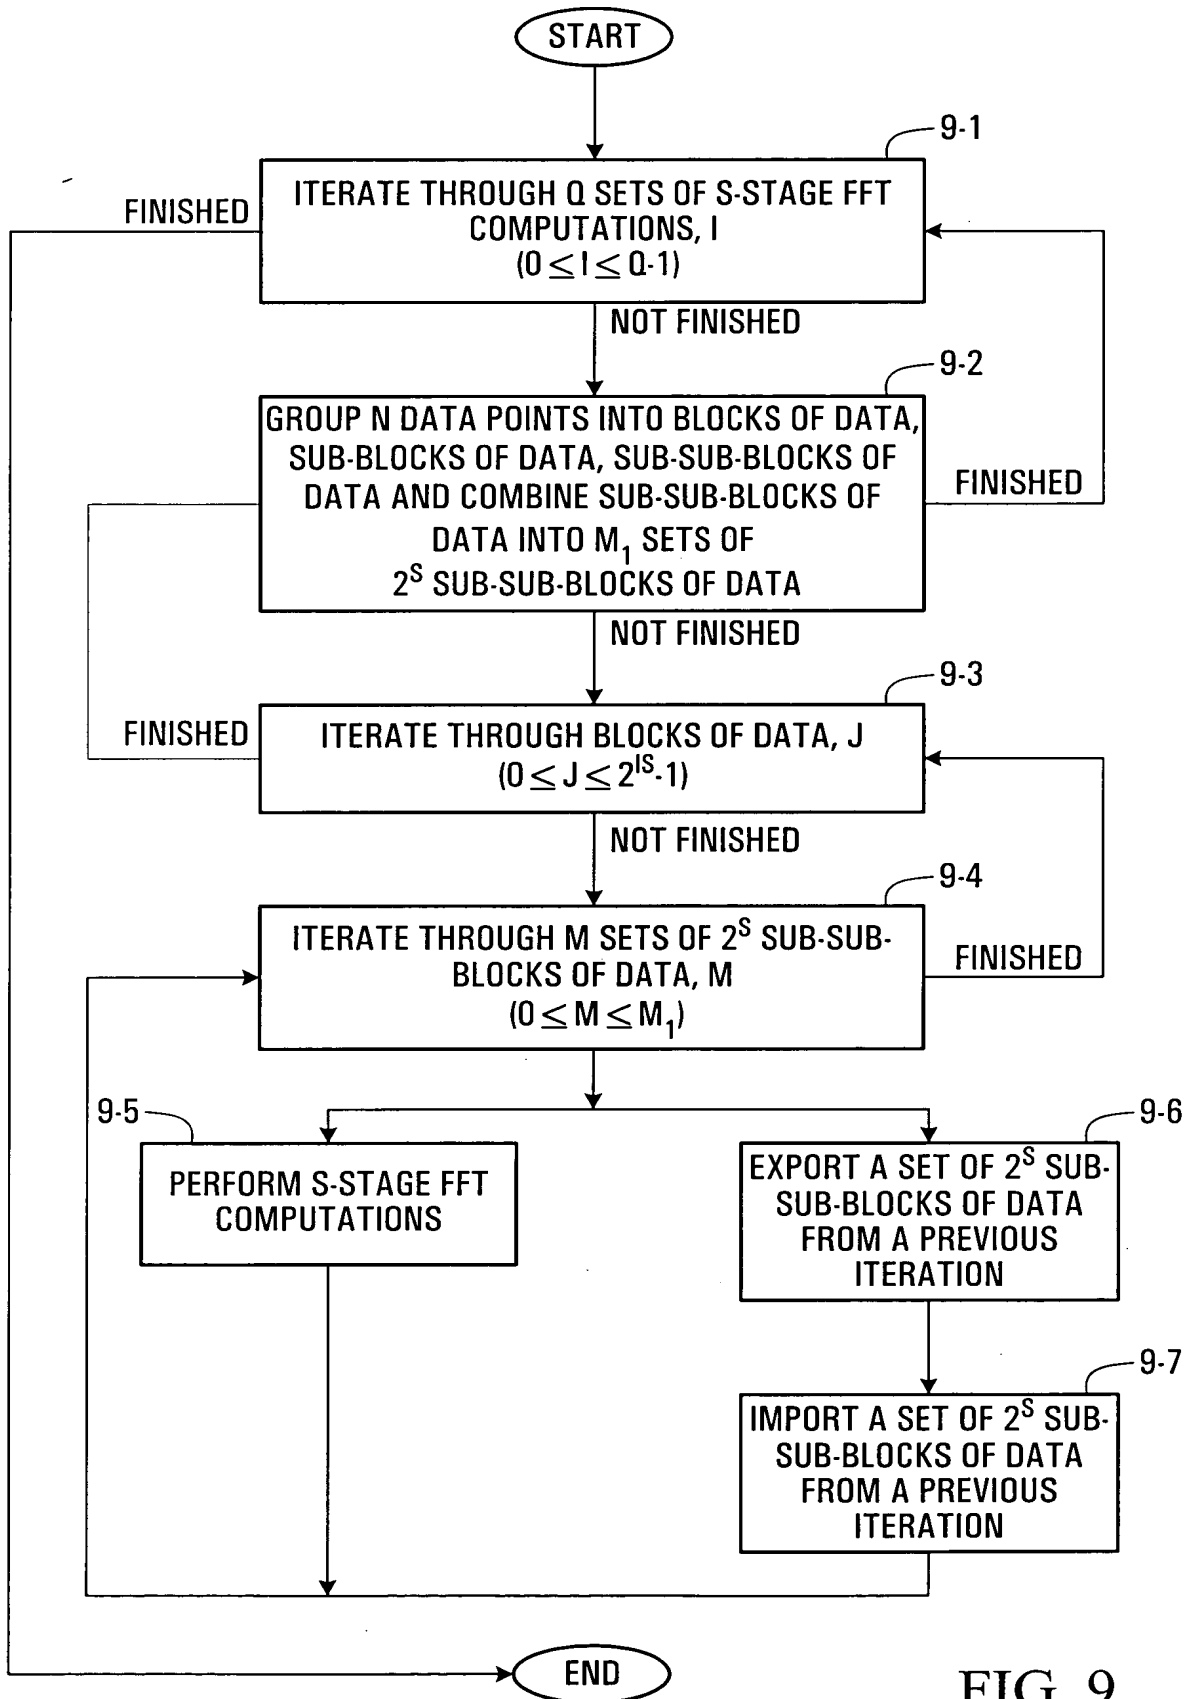 START
9-1
ITERATE THROUGH Q SETS OF S-STAGE FFT
COMPUTATIONS, I
(0 ≤ I ≤ Q-1)
FINISHED
NOT FINISHED
9-2
GROUP N DATA POINTS INTO BLOCKS OF DATA,
SUB-BLOCKS OF DATA, SUB-SUB-BLOCKS OF
DATA AND COMBINE SUB-SUB-BLOCKS OF
DATA INTO M₁ SETS OF
2ˢ SUB-SUB-BLOCKS OF DATA
FINISHED
NOT FINISHED
9-3
FINISHED
ITERATE THROUGH BLOCKS OF DATA, J
(0 ≤ J ≤ 2^IS-1)
NOT FINISHED
9-4
ITERATE THROUGH M SETS OF 2ˢ SUB-SUB-
BLOCKS OF DATA, M
(0 ≤ M ≤ M₁)
FINISHED
9-5
PERFORM S-STAGE FFT
COMPUTATIONS
9-6
EXPORT A SET OF 2ˢ SUB-
SUB-BLOCKS OF DATA
FROM A PREVIOUS
ITERATION
9-7
IMPORT A SET OF 2ˢ SUB-
SUB-BLOCKS OF DATA
FROM A PREVIOUS
ITERATION
END
FIG. 9